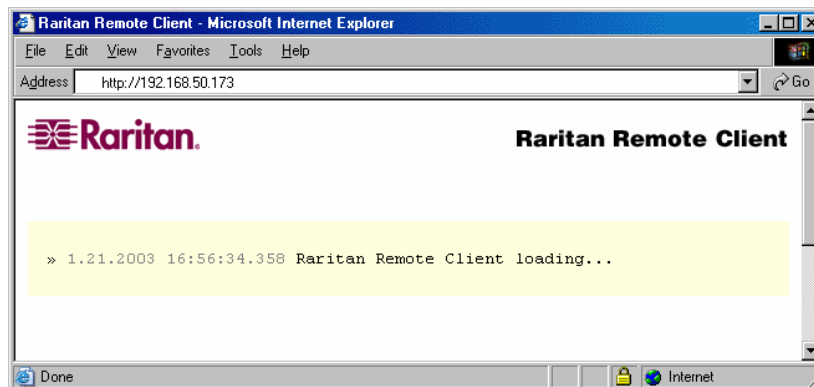 Raritan Remote Client - Microsoft Internet Explorer
File Edit View Favorites Tools Help
Address http://192.168.50.173 Go
Raritan. Raritan Remote Client
» 1.21.2003 16:56:34.358 Raritan Remote Client loading...
Done Internet